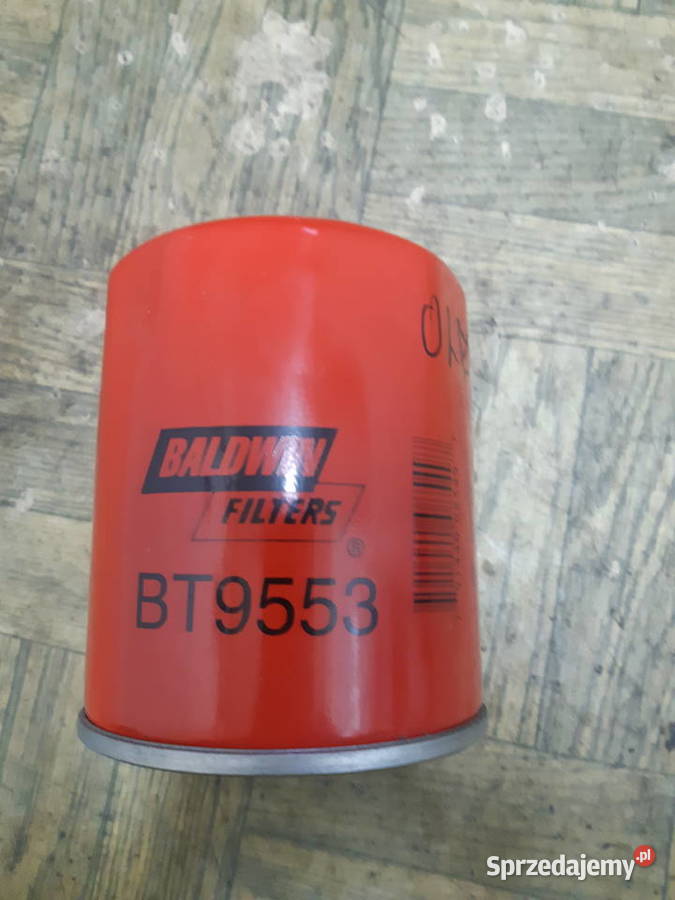 BALDWIN
FILTERS
®
BT9553
Sprzedajemy.pl